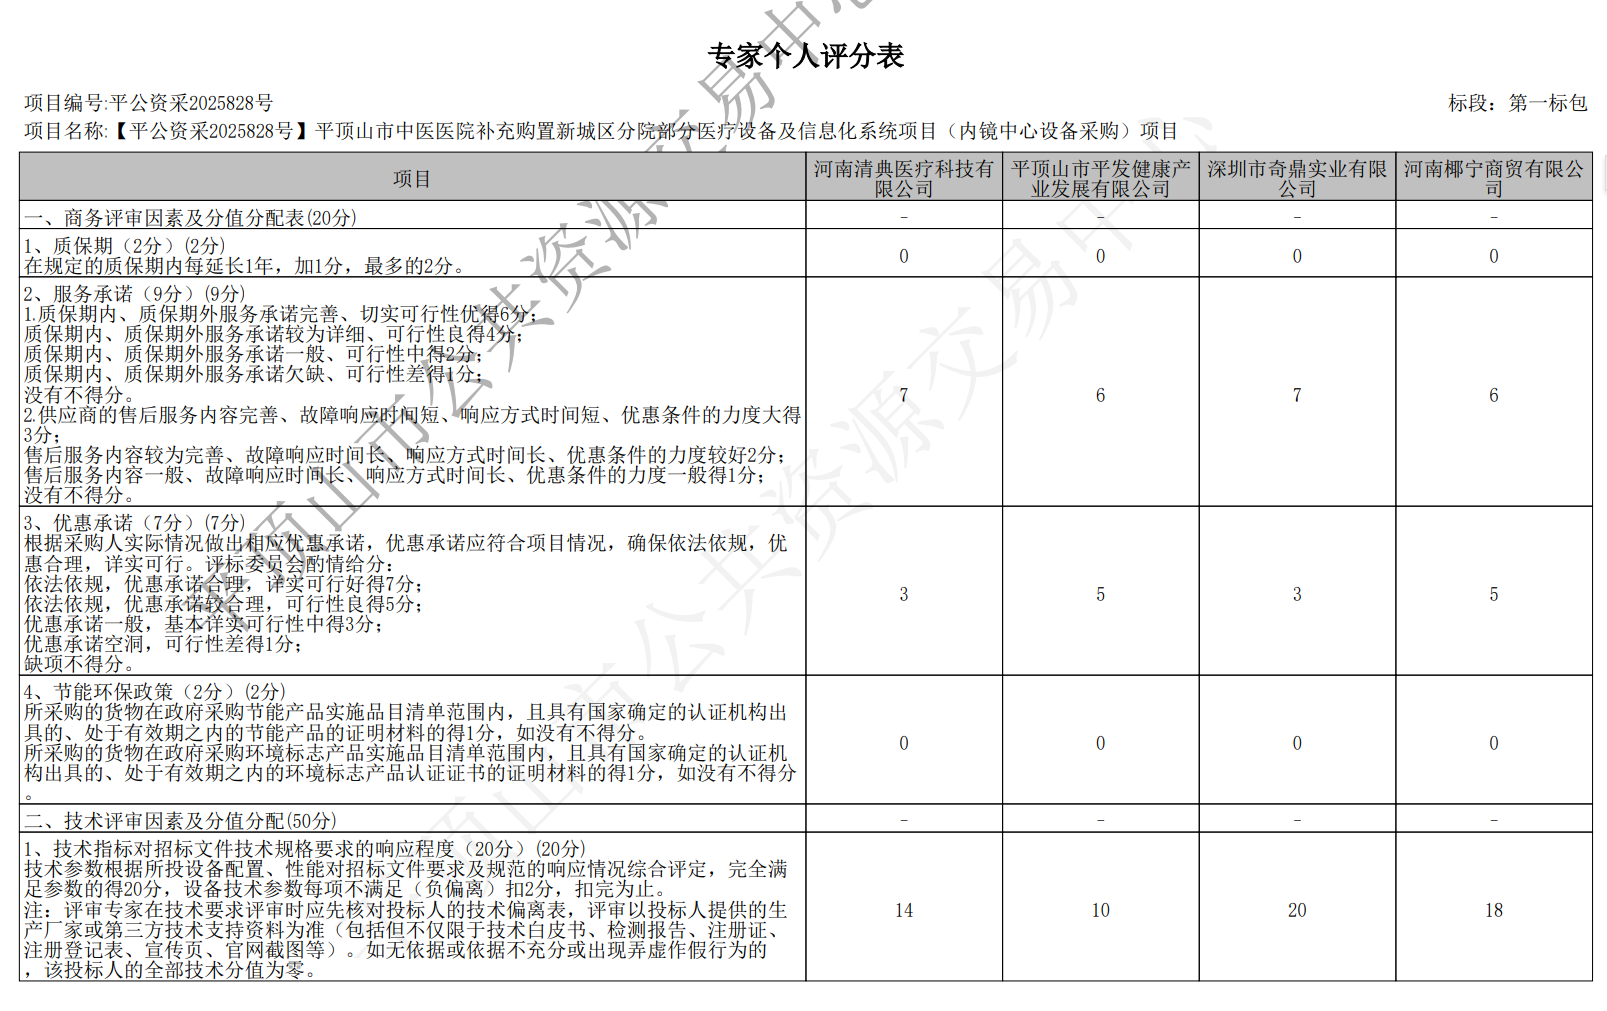 专家个人评分表
项目编号:平公资采2025828号
标段：第一标包
项目名称:【平公资采2025828号】平顶山市中医医院补充购置新城区分院部分医疗设备及信息化系统项目（内镜中心设备采购）项目
项目
河南清典医疗科技有
限公司
平顶山市平发健康产
业发展有限公司
深圳市奇鼎实业有限
公司
河南椰宁商贸有限公
司
一、商务评审因素及分值分配表(20分)
-
-
-
-
1、质保期（2分）(2分)
在规定的质保期内每延长1年，加1分，最多的2分。
0
0
0
0
2、服务承诺（9分）(9分)
1.质保期内、质保期外服务承诺完善、切实可行性优得6分；
质保期内、质保期外服务承诺较为详细、可行性良得4分；
质保期内、质保期外服务承诺一般、可行性中得2分；
质保期内、质保期外服务承诺欠缺、可行性差得1分；
没有不得分。
2.供应商的售后服务内容完善、故障响应时间短、响应方式时间短、优惠条件的力度大得
3分；
售后服务内容较为完善、故障响应时间长、响应方式时间长、优惠条件的力度较好2分；
售后服务内容一般、故障响应时间长、响应方式时间长、优惠条件的力度一般得1分；
没有不得分。
7
6
7
6
3、优惠承诺（7分）(7分)
根据采购人实际情况做出相应优惠承诺，优惠承诺应符合项目情况，确保依法依规，优
惠合理，详实可行。评标委员会酌情给分：
依法依规，优惠承诺合理，详实可行好得7分；
依法依规，优惠承诺较合理，可行性良得5分；
优惠承诺一般，基本详实可行性中得3分；
优惠承诺空洞，可行性差得1分；
缺项不得分。
3
5
3
5
4、节能环保政策（2分）(2分)
所采购的货物在政府采购节能产品实施品目清单范围内，且具有国家确定的认证机构出
具的、处于有效期之内的节能产品的证明材料的得1分，如没有不得分。
所采购的货物在政府采购环境标志产品实施品目清单范围内，且具有国家确定的认证机
构出具的、处于有效期之内的环境标志产品认证证书的证明材料的得1分，如没有不得分
。
0
0
0
0
二、技术评审因素及分值分配(50分)
-
-
-
-
1、技术指标对招标文件技术规格要求的响应程度（20分）(20分)
技术参数根据所投设备配置、性能对招标文件要求及规范的响应情况综合评定，完全满
足参数的得20分，设备技术参数每项不满足（负偏离）扣2分，扣完为止。
注：评审专家在技术要求评审时应先核对投标人的技术偏离表，评审以投标人提供的生
产厂家或第三方技术支持资料为准（包括但不仅限于技术白皮书、检测报告、注册证、
注册登记表、宣传页、官网截图等）。如无依据或依据不充分或出现弄虚作假行为的
，该投标人的全部技术分值为零。
14
10
20
18
平顶山市公共资源交易中心
平顶山市公共资源交易中心